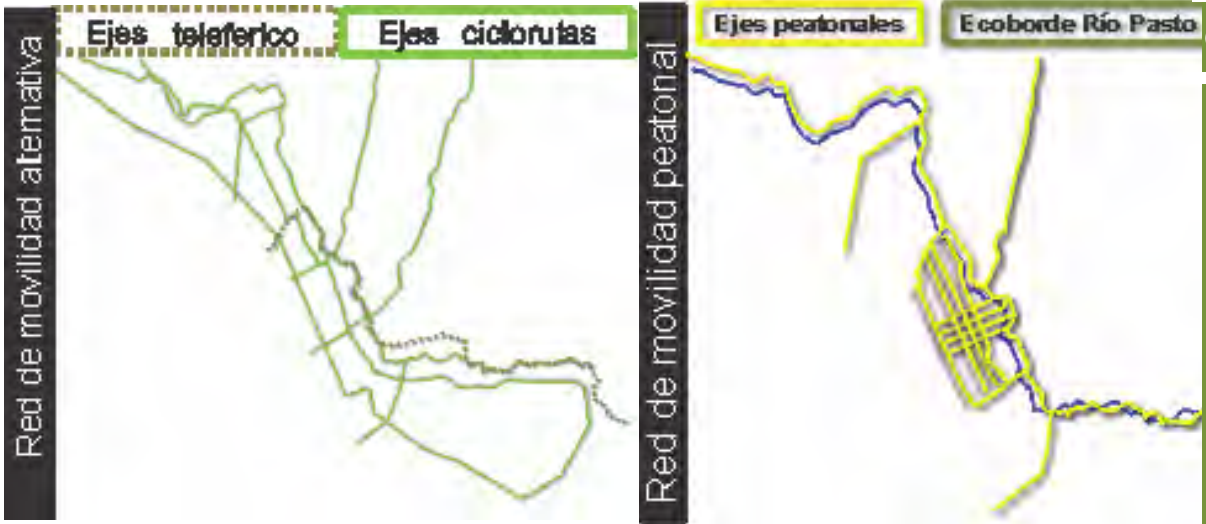 Red de movilidad alternativa
Ejes teleferico
Ejes ciclorutas
Red de movilidad peatonal
Ejes peatonales
Ecoborde Río Pasto